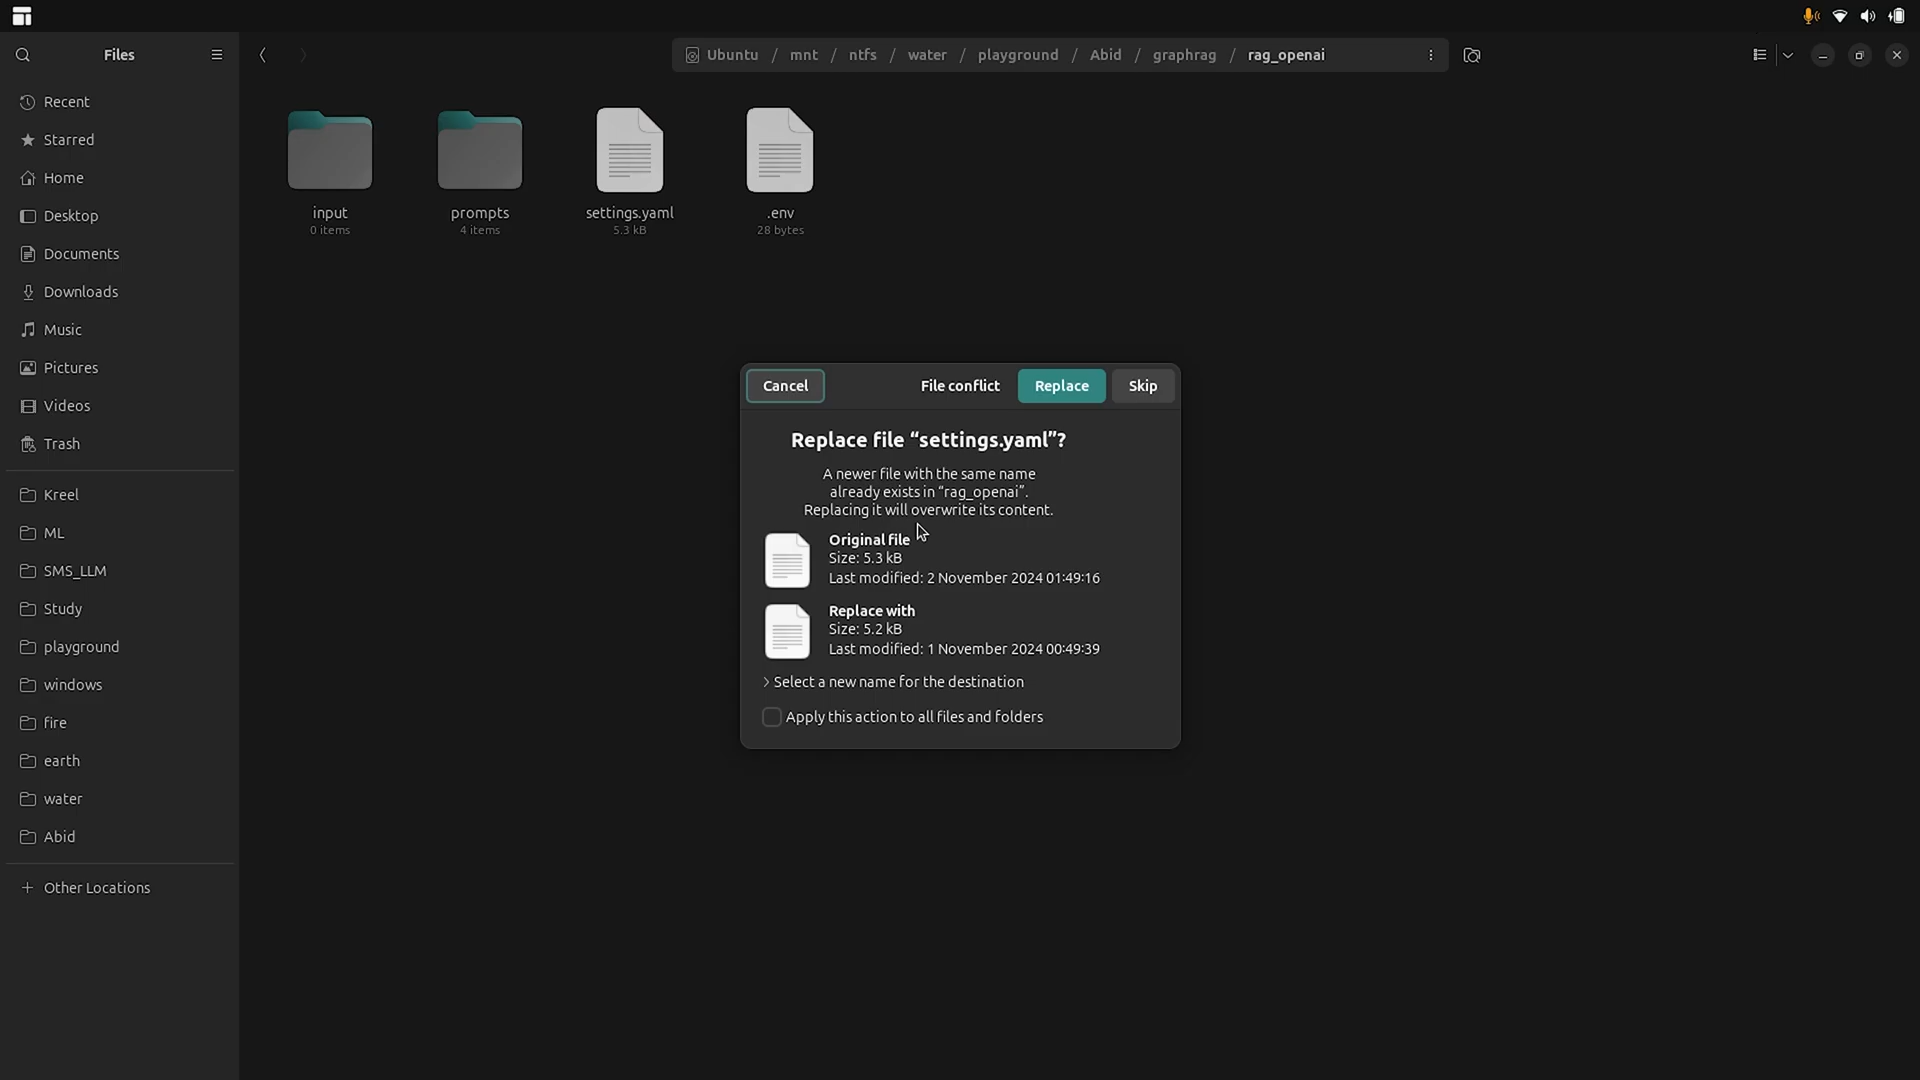 Files
Ubuntu / mnt / ntfs / water / playground / Abid / graphrag / rag_openai
Recent
Starred
Home
Desktop
Documents
Downloads
Music
Pictures
Videos
Trash
Kreel
ML
SMS_LLM
Study
playground
windows
fire
earth
water
Abid
Other Locations
input
0 items
prompts
4 items
settings.yaml
5.3 kB
.env
28 bytes
Cancel
File conflict
Replace
Skip
Replace file “settings.yaml”?
A newer file with the same name
already exists in “rag_openai”.
Replacing it will overwrite its content.
Original file
Size: 5.3 kB
Last modified: 2 November 2024 01:49:16
Replace with
Size: 5.2 kB
Last modified: 1 November 2024 00:49:39
Select a new name for the destination
Apply this action to all files and folders